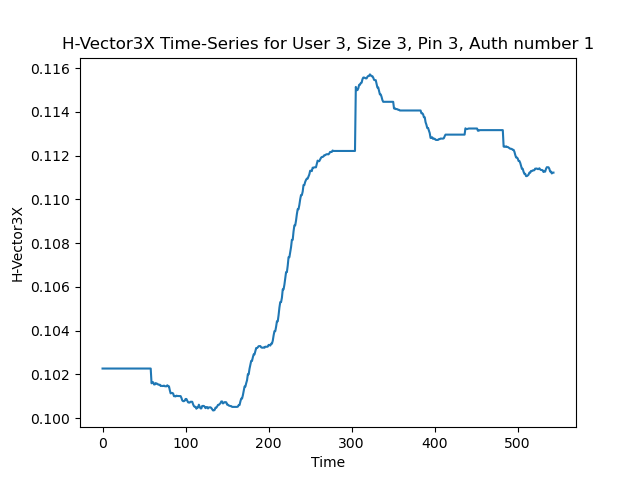 H-Vector3X Time-Series for User 3, Size 3, Pin 3, Auth number 1
0.116
0.114
0.112
0.110
0.108
0.106
0.104
0.102
0.100
H-Vector3X
0 100 200 300 400 500
Time